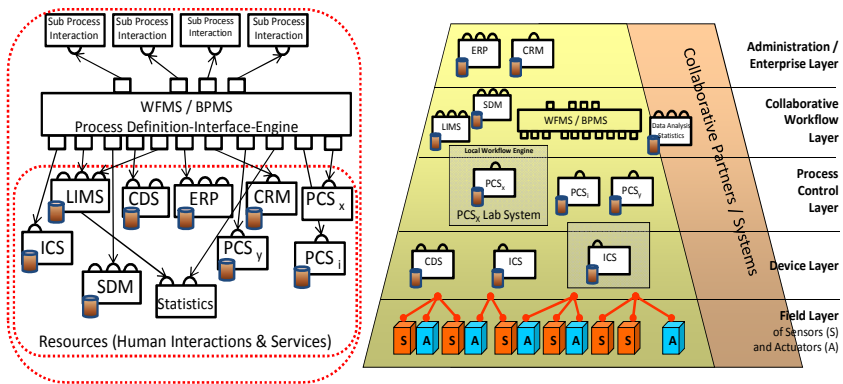 Sub Process
Interaction
Sub Process
Interaction
Sub Process
Interaction
Sub Process
Interaction
WFMS / BPMS
Process Definition-Interface-Engine
LIMS
CDS
ERP
CRM
PCS x
ICS
SDM
Statistics
PCS y
PCS i
Resources (Human Interactions & Services)
ERP
CRM
Administration /
Enterprise Layer
LIMS
SDM
WFMS / BPMS
Data Analysis
Statistics
Collaborative
Workflow
Layer
Local Workflow Engine
PCSx
PCSx Lab System
PCSi
PCSy
Process
Control
Layer
CDS
ICS
ICS
Device Layer
S
A
S
A
S
A
S
A
S
S
A
Field Layer
of Sensors (S)
and Actuators (A)
Collaborative Partners / Systems